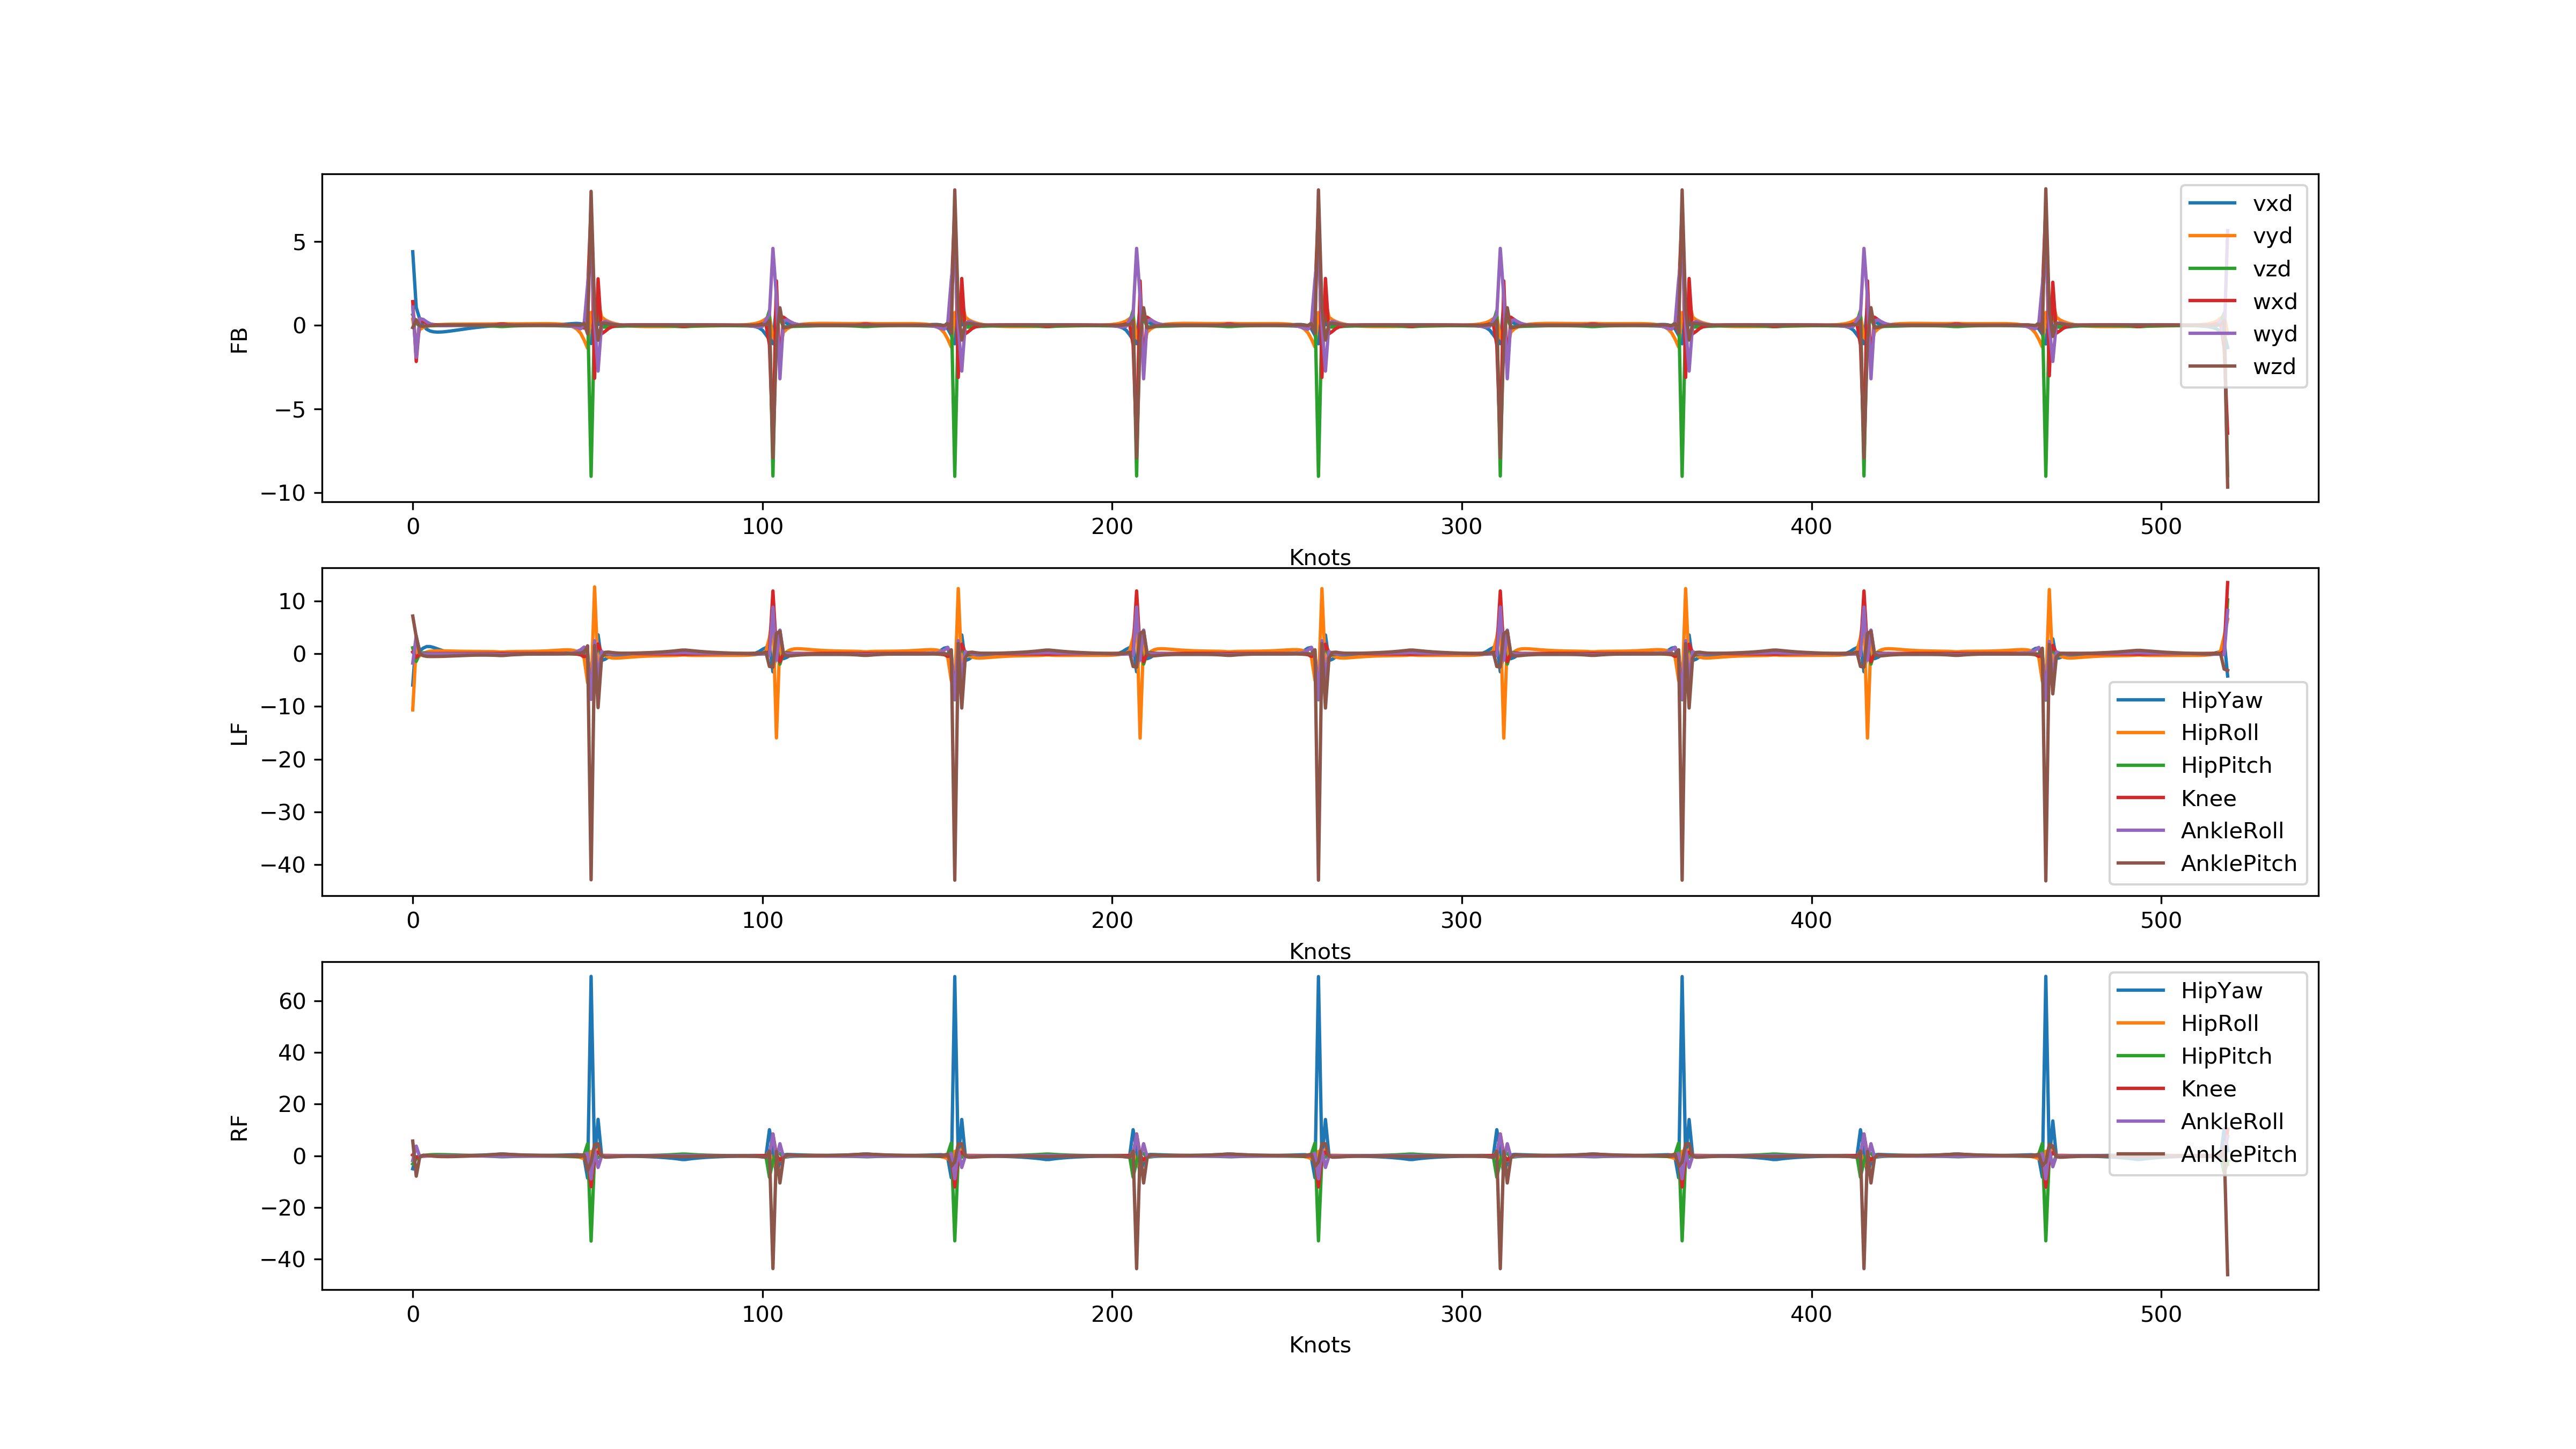 5
0
−5
−10
FB
0 100 200 300 400 500
Knots
vxd
vyd
vzd
wxd
wyd
wzd
10
0
−10
−20
−30
−40
LF
0 100 200 300 400 500
Knots
HipYaw
HipRoll
HipPitch
Knee
AnkleRoll
AnklePitch
60
40
20
0
−20
−40
RF
0 100 200 300 400 500
Knots
HipYaw
HipRoll
HipPitch
Knee
AnkleRoll
AnklePitch